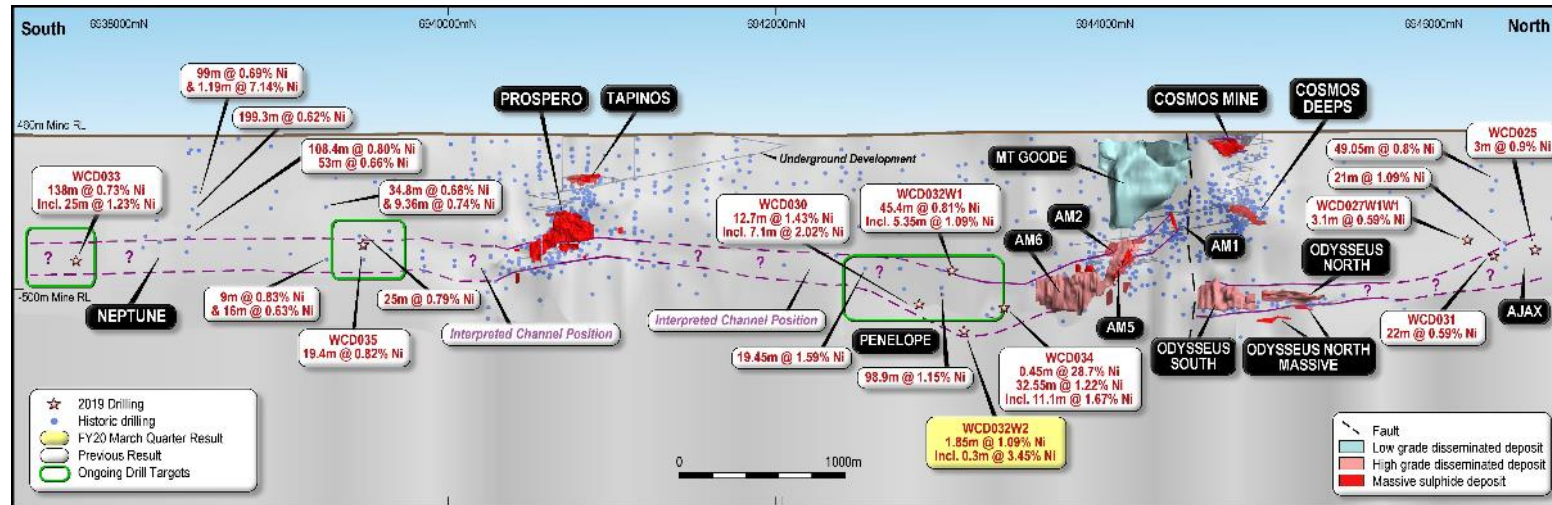 South
6938000mN
6940000mN
6942000mN
6944000mN
6946000mN
North
99m @ 0.69% Ni
& 1.19m @ 7.14% Ni
199.3m @ 0.62% Ni
108.4m @ 0.80% Ni
53m @ 0.66% Ni
34.8m @ 0.68% Ni
& 9.36m @ 0.74% Ni
PROSPERO
TAPINOS
COSMOS MINE
COSMOS
DEEPS
WCD025
3m @ 0.9% Ni
49.05m @ 0.8% Ni
21m @ 1.09% Ni
WCD027W1W1
3.1m @ 0.59% Ni
Mine RL
Underground Development
MT GOODE
WCD033
138m @ 0.73% Ni
Incl. 25m @ 1.23% Ni
WCD030
12.7m @ 1.43% Ni
Incl. 7.1m @ 2.02% Ni
WCD032W1
45.4m @ 0.81% Ni
Incl. 5.35m @ 1.09% Ni
AM2
AM6
AM1
ODYSSEUS
NORTH
?
?
?
?
?
?
?
?
?
-500m Mine RL
NEPTUNE
9m @ 0.83% Ni
& 16m @ 0.63% Ni
25m @ 0.79% Ni
WCD035
19.4m @ 0.82% Ni
Interpreted Channel Position
Interpreted Channel Position
PENELOPE
19.45m @ 1.59% Ni
98.9m @ 1.15% Ni
AM5
WCD034
0.45m @ 28.7% Ni
32.55m @ 1.22% Ni
Incl. 11.1m @ 1.67% Ni
ODYSSEUS
SOUTH
ODYSSEUS NORTH
MASSIVE
WCD031
22m @ 0.59% Ni
AJAX
WCD032W2
1.85m @ 1.09% Ni
Incl. 0.3m @ 3.45% Ni
2019 Drilling
Historic drilling
FY20 March Quarter Result
Previous Result
Ongoing Drill Targets
0
1000m
Fault
Low grade disseminated deposit
High grade disseminated deposit
Massive sulphide deposit